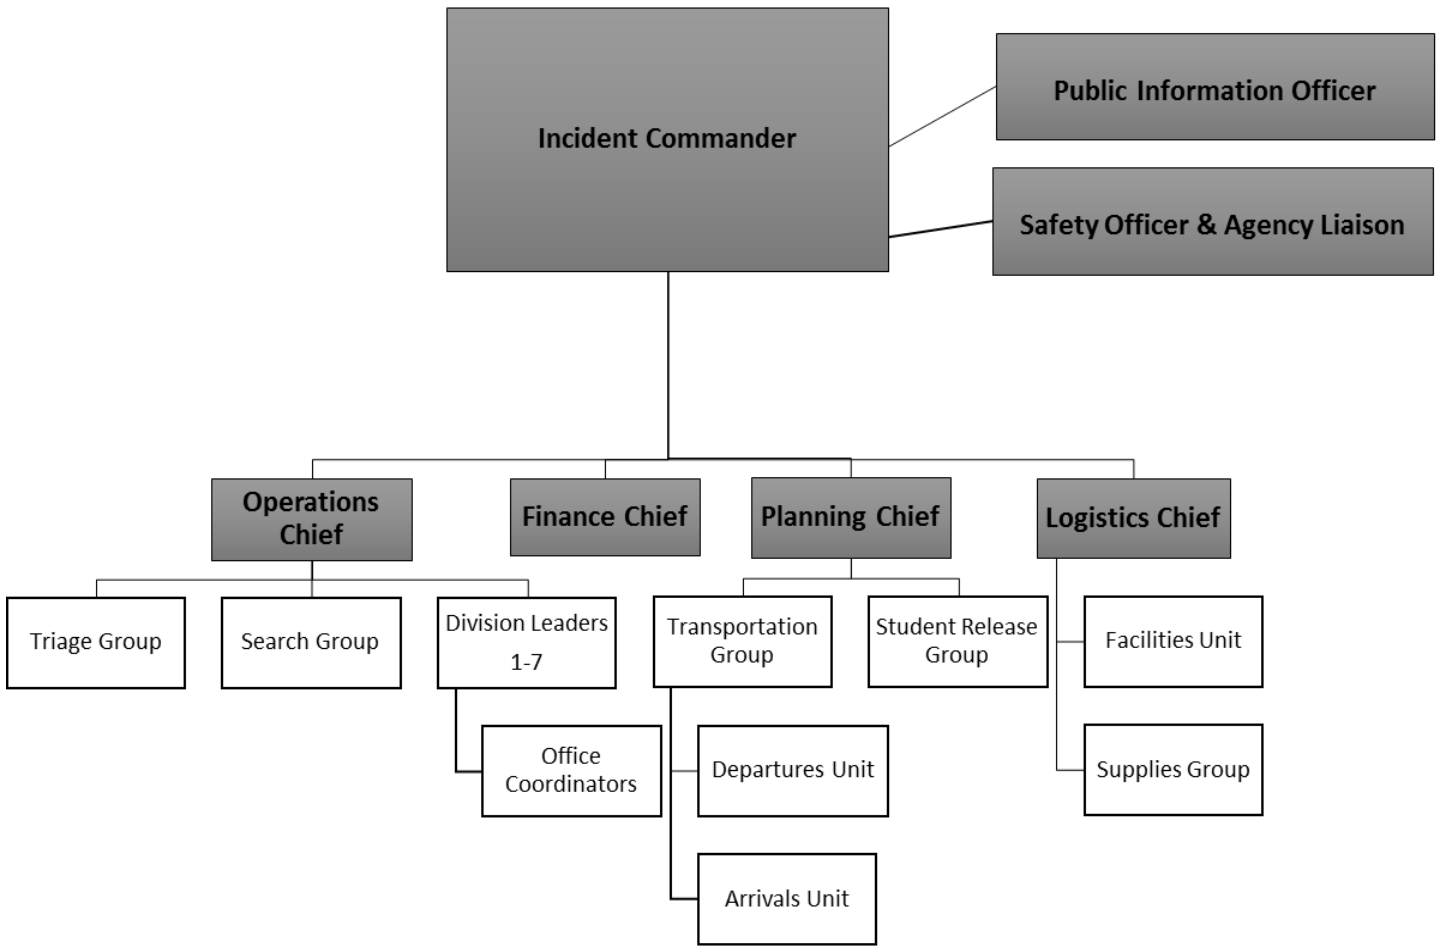 Incident Commander
Public Information Officer
Safety Officer & Agency Liaison
Operations
Chief
Finance Chief
Planning Chief
Logistics Chief
Triage Group
Search Group
Division Leaders
1-7
Transportation
Group
Student Release
Group
Facilities Unit
Office
Coordinators
Departures Unit
Supplies Group
Arrivals Unit